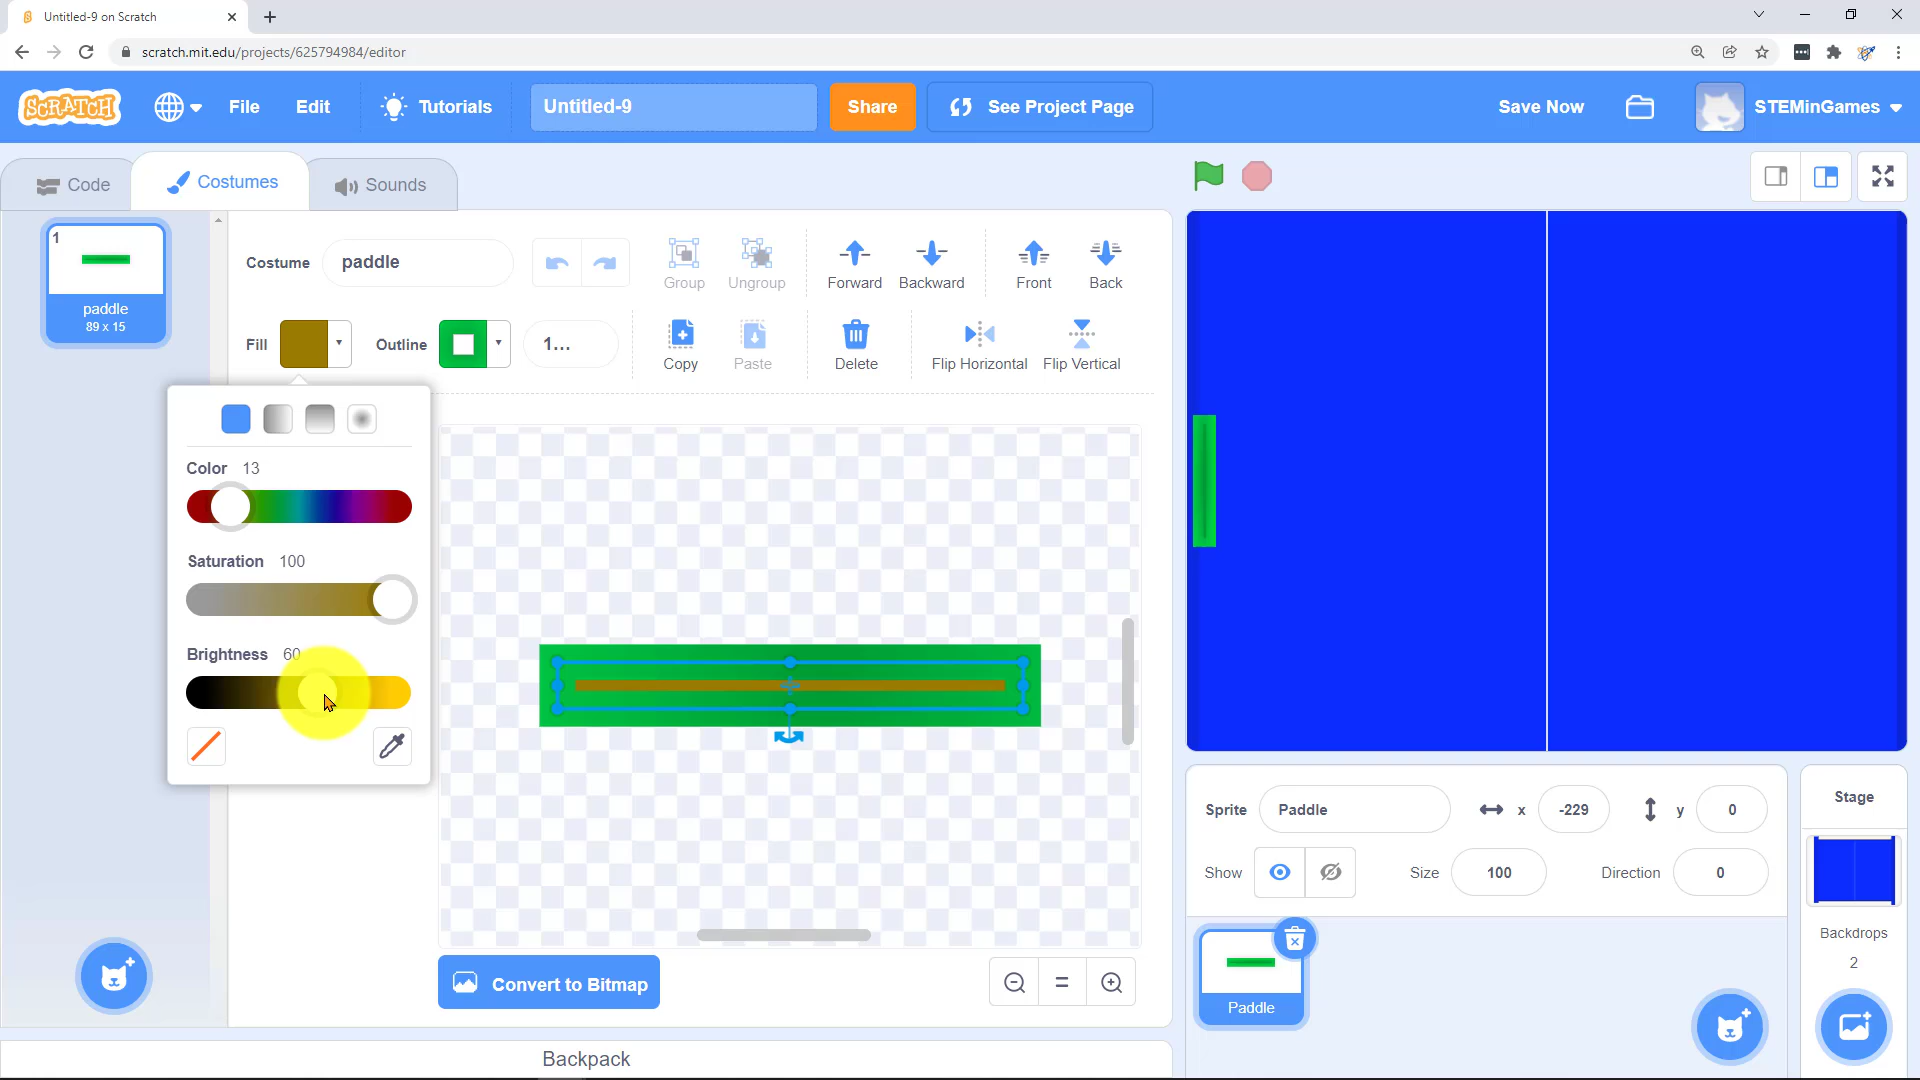 Untitled-9 on Scratch
scratch.mit.edu/projects/625794984/editor
SCRATCH
File
Edit
Tutorials
Untitled-9
Share
See Project Page
Save Now
STEMinGames
Code
Costumes
Sounds
1
paddle
89 x 15
Costume
paddle
Group
Ungroup
Forward
Backward
Front
Back
Fill
Outline
1...
Copy
Paste
Delete
Flip Horizontal
Flip Vertical
Color 13
Saturation 100
Brightness 60
Convert to Bitmap
Backpack
Sprite
Paddle
x
-229
y
0
Show
Size
100
Direction
0
Paddle
Stage
Backdrops
2